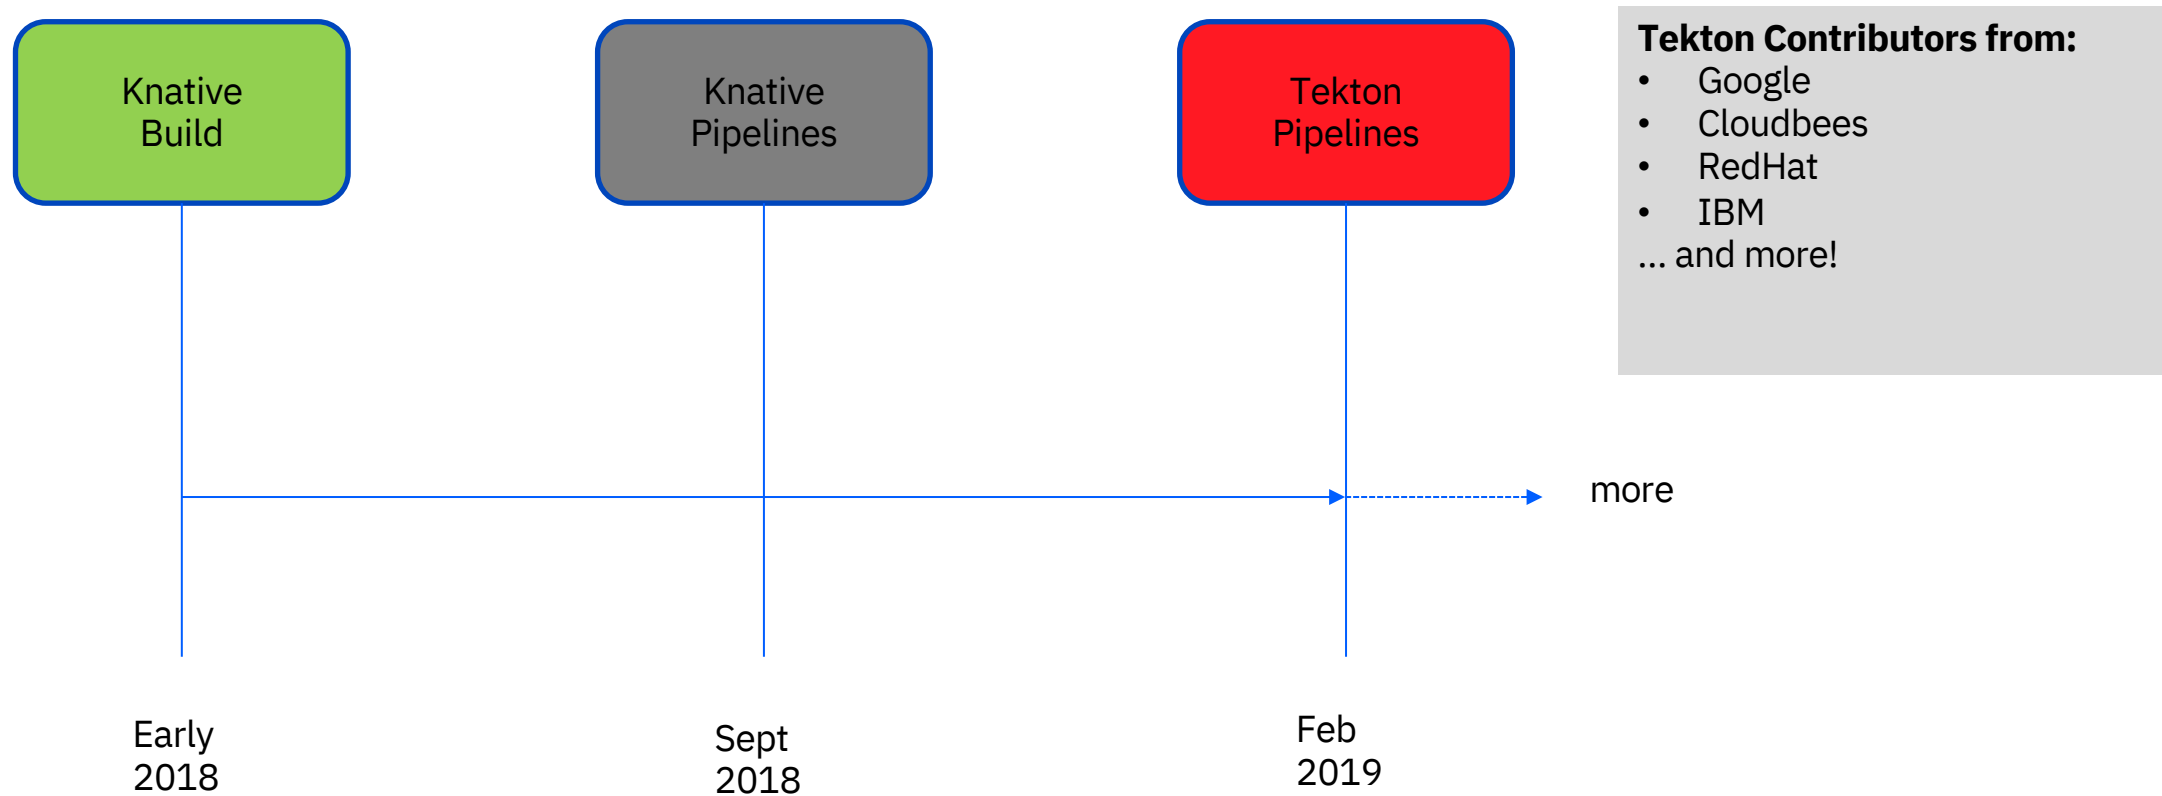 Knative
Build
Knative
Pipelines
Tekton
Pipelines
Tekton Contributors from:
• Google
• Cloudbees
• RedHat
• IBM
... and more!
more
Early
2018
Sept
2018
Feb
2019